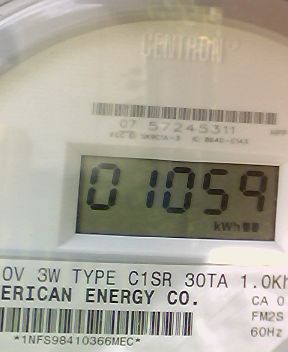 CENTRON
07 57245311
01059
kWh
0V 3W TYPE C1SR 30TA 1.0Kh
ERICAN ENERGY CO.
CA 0
FM2S
60Hz
*1NFS98410366MEC*